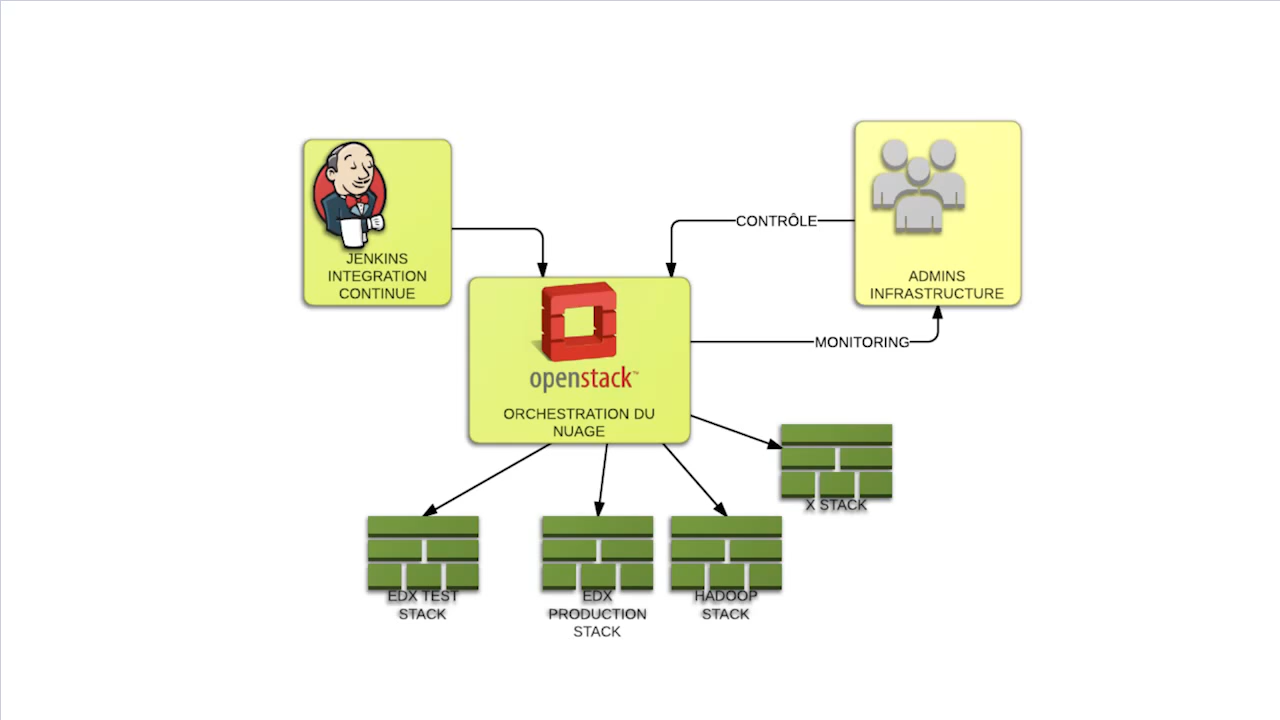 JENKINS
INTEGRATION
CONTINUE
CONTRÔLE
ADMINS
INFRASTRUCTURE
openstack™
ORCHESTRATION DU
NUAGE
MONITORING
X STACK
EDX TEST
STACK
EDX
PRODUCTION
STACK
HADOOP
STACK